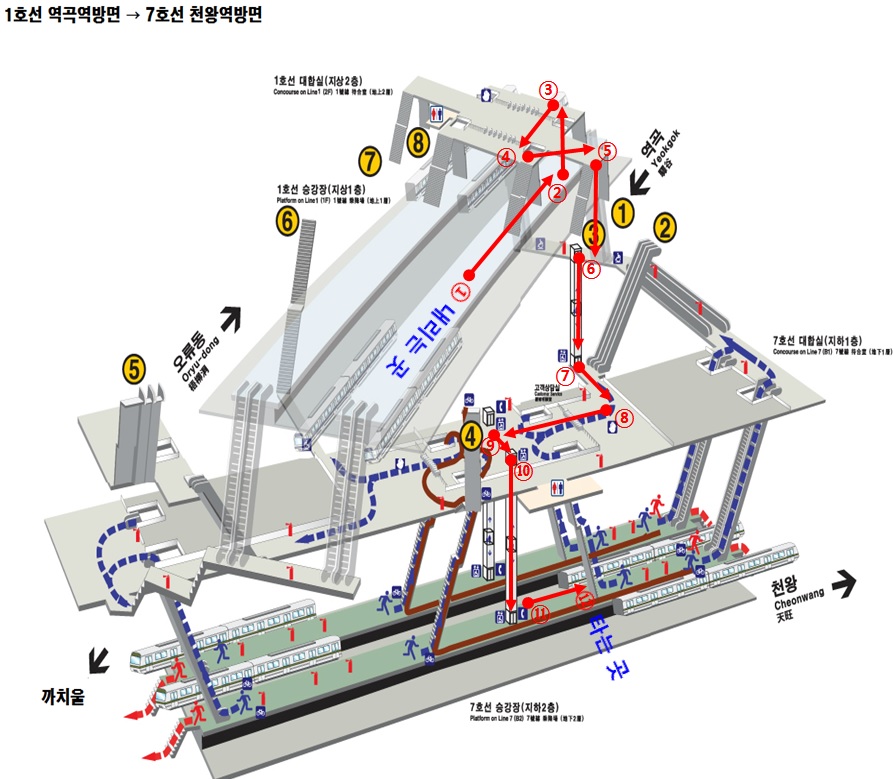 1호선 역곡역방면 → 7호선 천왕역방면
1호선 대합실(지상2층)
Concourse on Line1 (2F) 1號線 待合室 (地上2層)
③
⑧
⑦
8
7
④
⑤
역곡
Yeokgok
驛谷
②
1호선 승강장(지상1층)
Platform on Line1 (1F) 1號線 乘降場 (地上1層)
6
1
2
3
⑥
①
내리는 곳
오류동
Oryu-dong
梧柳洞
7호선 대합실(지하1층)
Concourse on Line 7 (B1) 7號線 待合室 (地下1層)
5
⑦
고객상담실
Customer Service
⑧
4
⑨
⑩
⑪
⑫
타는 곳
천왕
Cheonwang
天旺
까치울
7호선 승강장(지하2층)
Platform on Line 7 (B2) 7號線 乘降場 (地下2層)